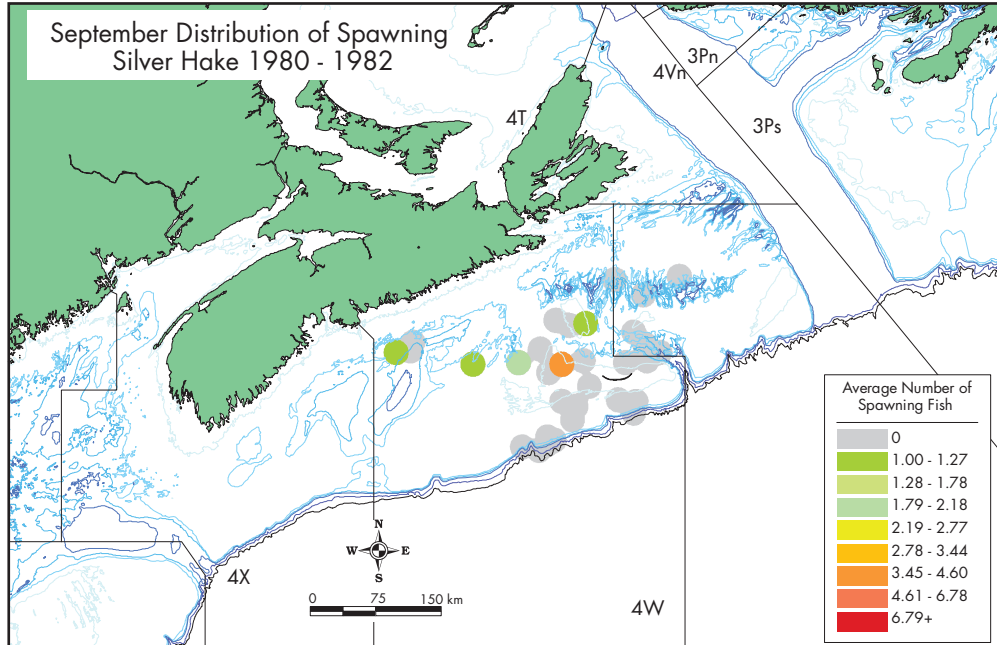 September Distribution of Spawning
Silver Hake 1980 - 1982
3Pn
4Vn
4T
3Ps
Average Number of
Spawning Fish
0
1.00 - 1.27
1.28 - 1.78
1.79 - 2.18
2.19 - 2.77
2.78 - 3.44
3.45 - 4.60
4.61 - 6.78
6.79+
N
W E
S
4X
0 75 150 km
4W